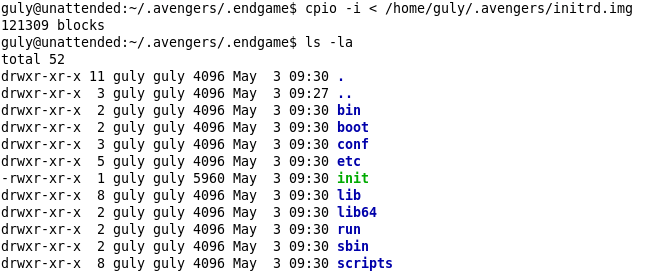 guly@unattended:~/.avengers/.endgame$ cpio -i < /home/guly/.avengers/initrd.img
121309 blocks
guly@unattended:~/.avengers/.endgame$ ls -la
total 52
drwxr-xr-x 11 guly guly 4096 May  3 09:30 .
drwxr-xr-x  3 guly guly 4096 May  3 09:27 ..
drwxr-xr-x  2 guly guly 4096 May  3 09:30 bin
drwxr-xr-x  2 guly guly 4096 May  3 09:30 boot
drwxr-xr-x  3 guly guly 4096 May  3 09:30 conf
drwxr-xr-x  5 guly guly 4096 May  3 09:30 etc
-rwxr-xr-x  1 guly guly 5960 May  3 09:30 init
drwxr-xr-x  8 guly guly 4096 May  3 09:30 lib
drwxr-xr-x  2 guly guly 4096 May  3 09:30 lib64
drwxr-xr-x  2 guly guly 4096 May  3 09:30 run
drwxr-xr-x  2 guly guly 4096 May  3 09:30 sbin
drwxr-xr-x  8 guly guly 4096 May  3 09:30 scripts